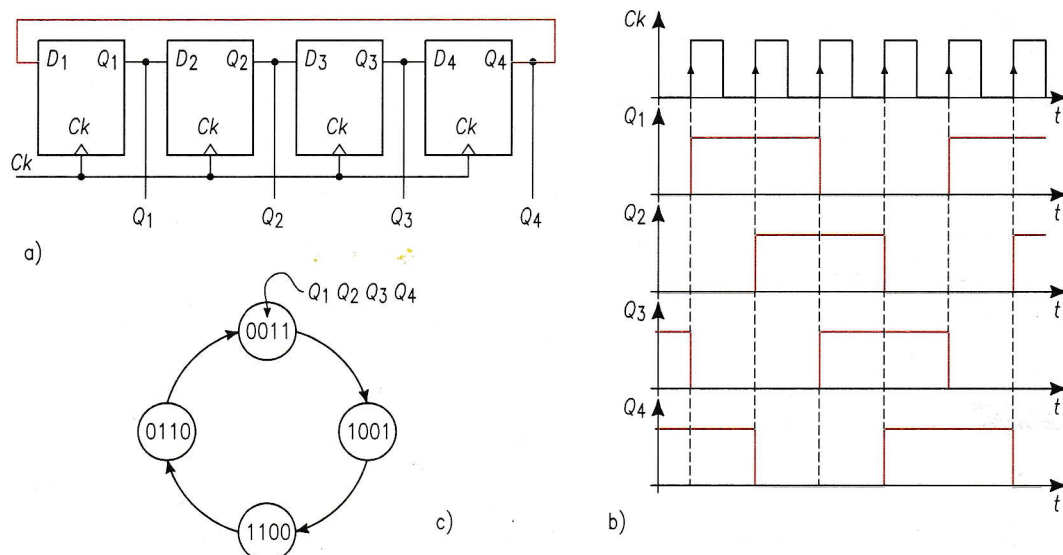 D1 Q1 D2 Q2 D3 Q3 D4 Q4
Ck Ck Ck Ck
Ck
Q1 Q2 Q3 Q4
a)
Q1 Q2 Q3 Q4
0011
0110 1001
1100
c)
Ck
t
Q1
t
Q2
t
Q3
t
Q4
t
b)